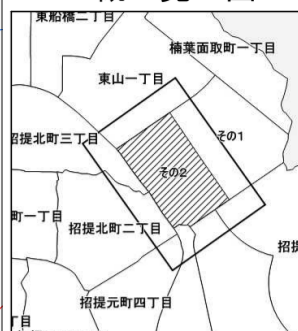 東船橋二丁目
楠葉面取町一丁目
東山一丁目
その1
招提北町三丁目
その2
町一丁目
招提北町二丁目
招提
招提元町四丁目
丁目